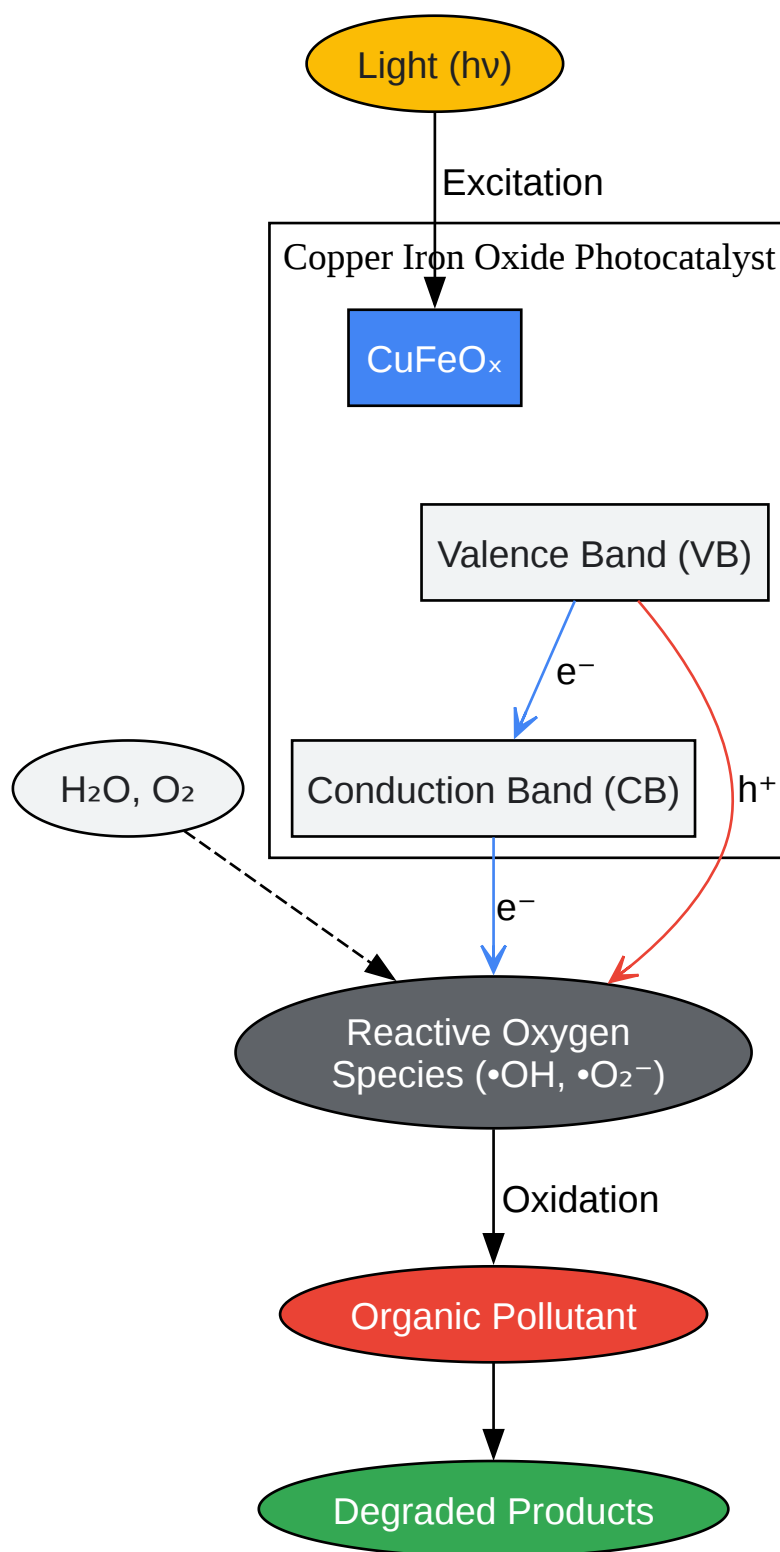 Light (hν)
Excitation
Copper Iron Oxide Photocatalyst
CuFeOₓ
Valence Band (VB)
e⁻
H₂O, O₂
Conduction Band (CB)
h⁺
e⁻
Reactive Oxygen
Species (•OH, •O₂⁻)
Oxidation
Organic Pollutant
Degraded Products